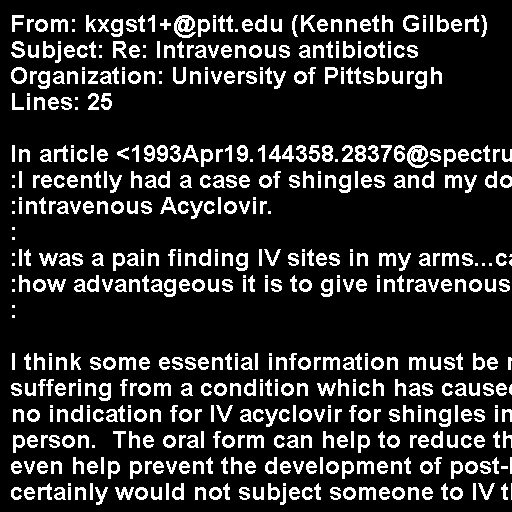 From: kxgst1+@pitt.edu (Kenneth Gilbert)
Subject: Re: Intravenous antibiotics
Organization: University of Pittsburgh
Lines: 25

In article <1993Apr19.144358.28376@spectru
:I recently had a case of shingles and my do
:intravenous Acyclovir.
:
:It was a pain finding IV sites in my arms...ca
:how advantageous it is to give intravenous
:

I think some essential information must be
suffering from a condition which has caused
no indication for IV acyclovir for shingles in
person.  The oral form can help to reduce th
even help prevent the development of post-
certainly would not subject someone to IV th